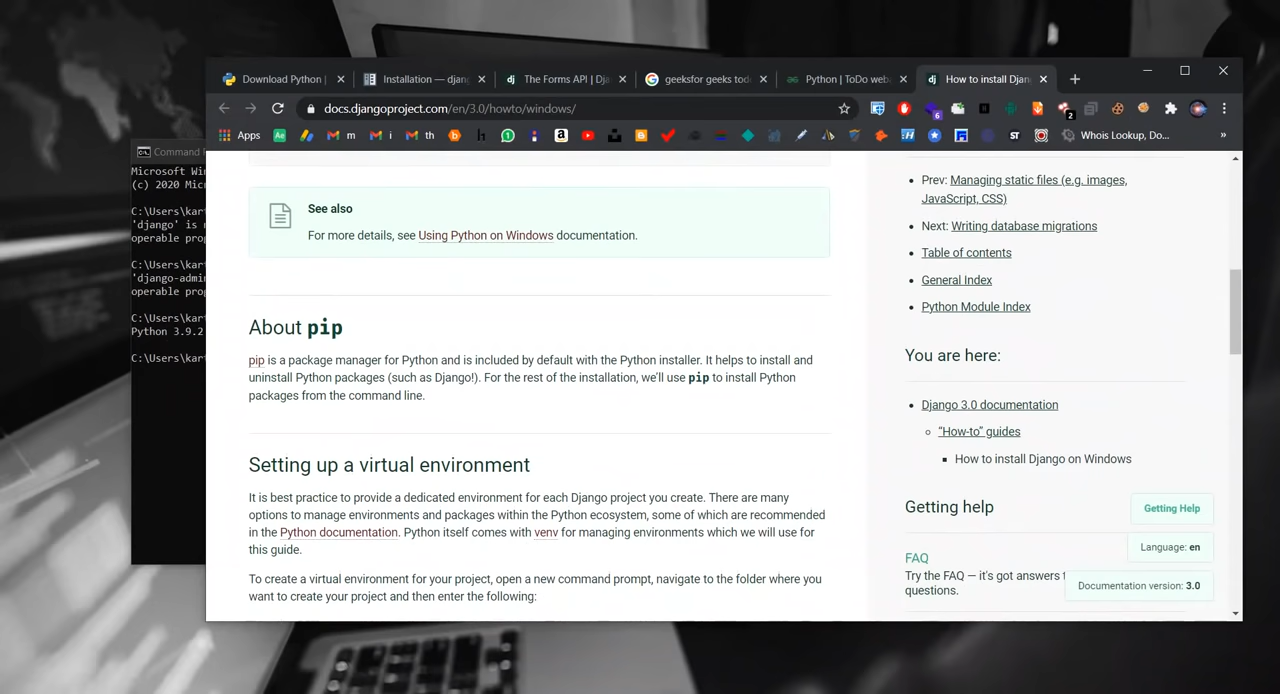 Download Python |
Installation — djan
The Forms API | Dja
geeksfor geeks tod
Python | ToDo web
How to install Djan
docs.djangoproject.com/en/3.0/howto/windows/
6
2
Apps
m
i
th
ST
Whois Lookup, Do...
»
Command P
Microsoft Win
(c) 2020 Micr
C:\Users\kart
'django' is n
operable prog
C:\Users\kart
'django-admin
operable prog
C:\Users\kart
Python 3.9.2
C:\Users\kart
See also
For more details, see Using Python on Windows documentation.
About pip
pip is a package manager for Python and is included by default with the Python installer. It helps to install and
uninstall Python packages (such as Django!). For the rest of the installation, we'll use pip to install Python
packages from the command line.
Setting up a virtual environment
It is best practice to provide a dedicated environment for each Django project you create. There are many
options to manage environments and packages within the Python ecosystem, some of which are recommended
in the Python documentation. Python itself comes with venv for managing environments which we will use for
this guide.
To create a virtual environment for your project, open a new command prompt, navigate to the folder where you
want to create your project and then enter the following:
Prev: Managing static files (e.g. images,
JavaScript, CSS)
Next: Writing database migrations
Table of contents
General Index
Python Module Index
You are here:
Django 3.0 documentation
“How-to” guides
How to install Django on Windows
Getting help
Getting Help
FAQ
Language: en
Try the FAQ — it's got answers t
questions.
Documentation version: 3.0